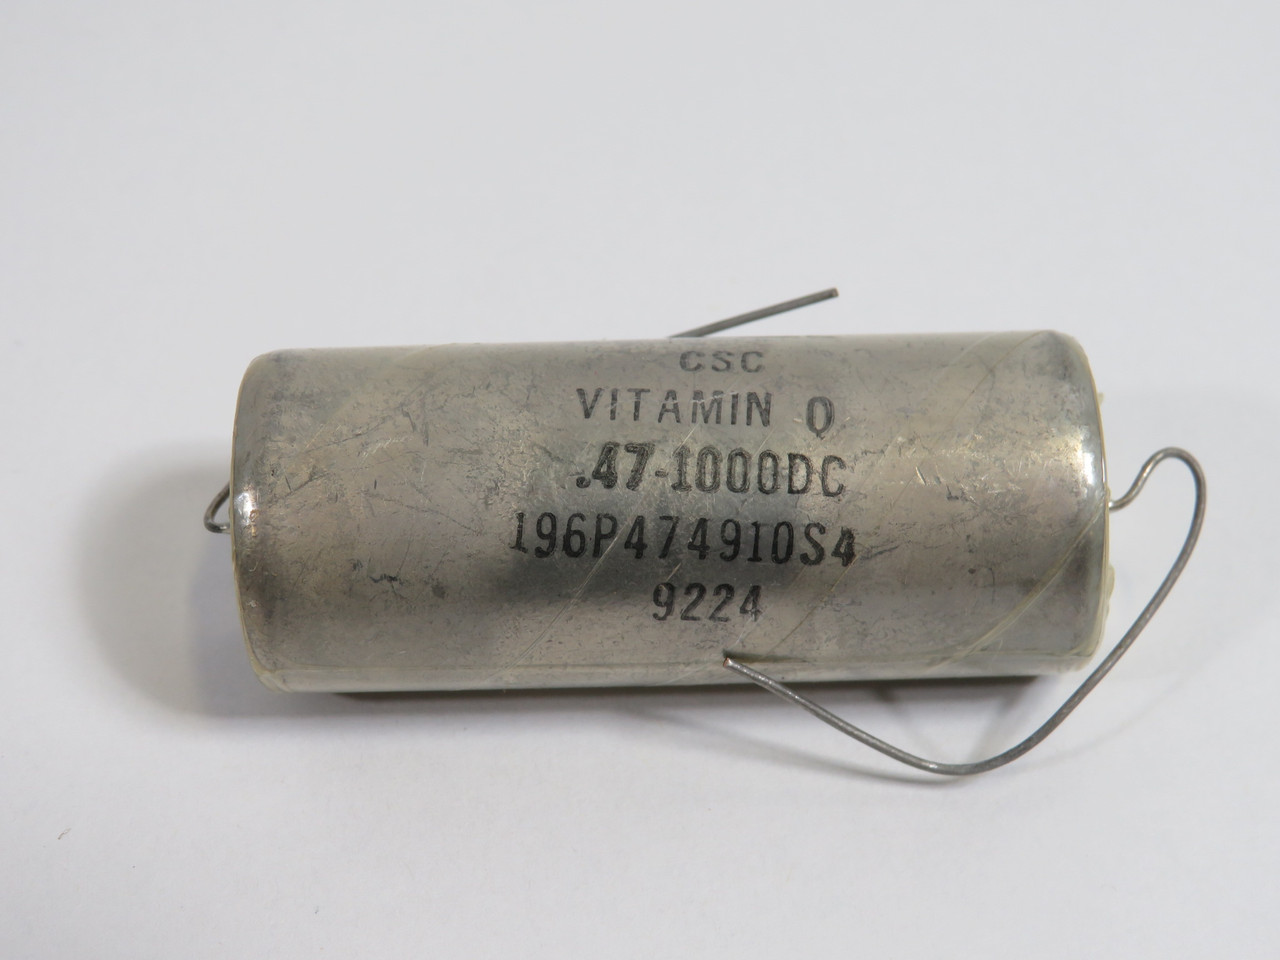 CSC
VITAMIN Q
.47-1000DC
196P474910S4
9224